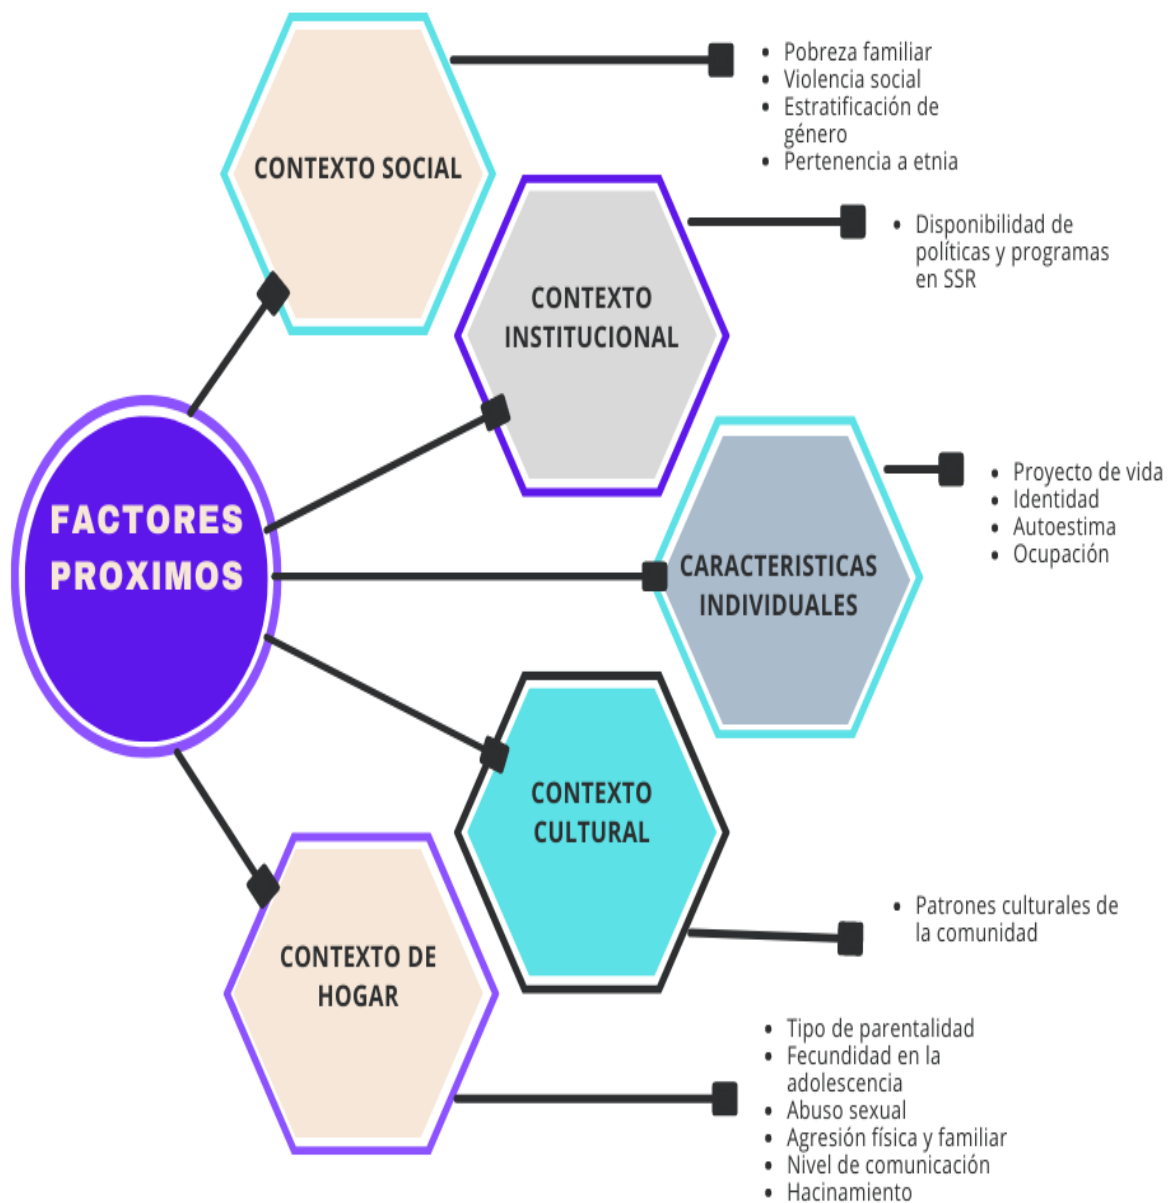 CONTEXTO SOCIAL
• Pobreza familiar
• Violencia social
• Estratificación de
género
• Pertenencia a etnia
CONTEXTO
INSTITUCIONAL
• Disponibilidad de
políticas y programas
en SSR
FACTORES
PROXIMOS
CARACTERISTICAS
INDIVIDUALES
• Proyecto de vida
• Identidad
• Autoestima
• Ocupación
CONTEXTO
CULTURAL
• Patrones culturales de
la comunidad
CONTEXTO DE
HOGAR
• Tipo de parentalidad
• Fecundidad en la
adolescencia
• Abuso sexual
• Agresión física y familiar
• Nivel de comunicación
• Hacinamiento